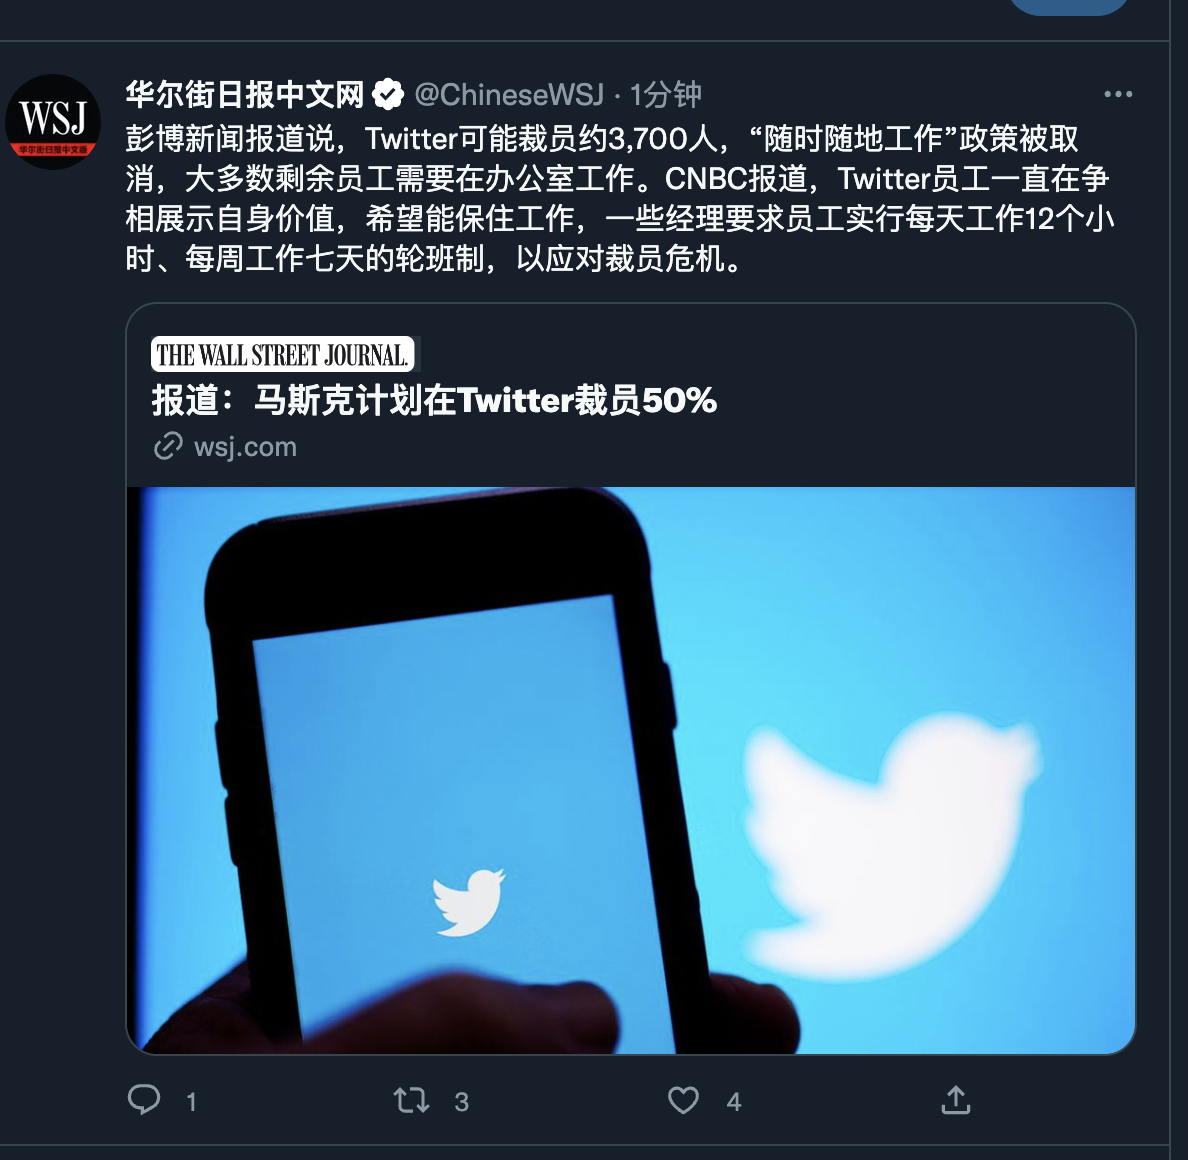 华尔街日报中文网 @ChineseWSJ · 1分钟
WSJ
华尔街日报中文版
彭博新闻报道说，Twitter可能裁员约3,700人，“随时随地工作”政策被取
消，大多数剩余员工需要在办公室工作。CNBC报道，Twitter员工一直在争
相展示自身价值，希望能保住工作，一些经理要求员工实行每天工作12个小
时、每周工作七天的轮班制，以应对裁员危机。
THE WALL STREET JOURNAL.
报道：马斯克计划在Twitter裁员50%
wsj.com
1 3 4